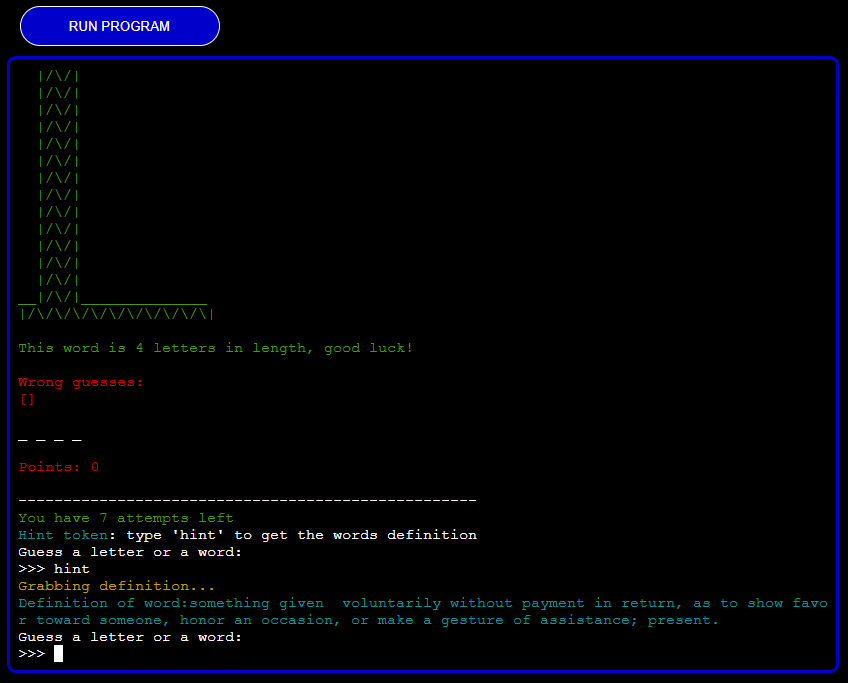 RUN PROGRAM
|/\/|
|/\/|
|/\/|
|/\/|
|/\/|
|/\/|
|/\/|
|/\/|
|/\/|
|/\/|
|/\/|
|/\/|
|/\/|
__|/\/|______________
|/\/\/\/\/\/\/\/\/\/\|
This word is 4 letters in length, good luck!
Wrong guesses:
[]
_ _ _ _
Points: 0
---------------------------------------------------
You have 7 attempts left
Hint token: type 'hint' to get the words definition
Guess a letter or a word:
>>> hint
Grabbing definition...
Definition of word:something given  voluntarily without payment in return, as to show favo
r toward someone, honor an occasion, or make a gesture of assistance; present.
Guess a letter or a word:
>>>